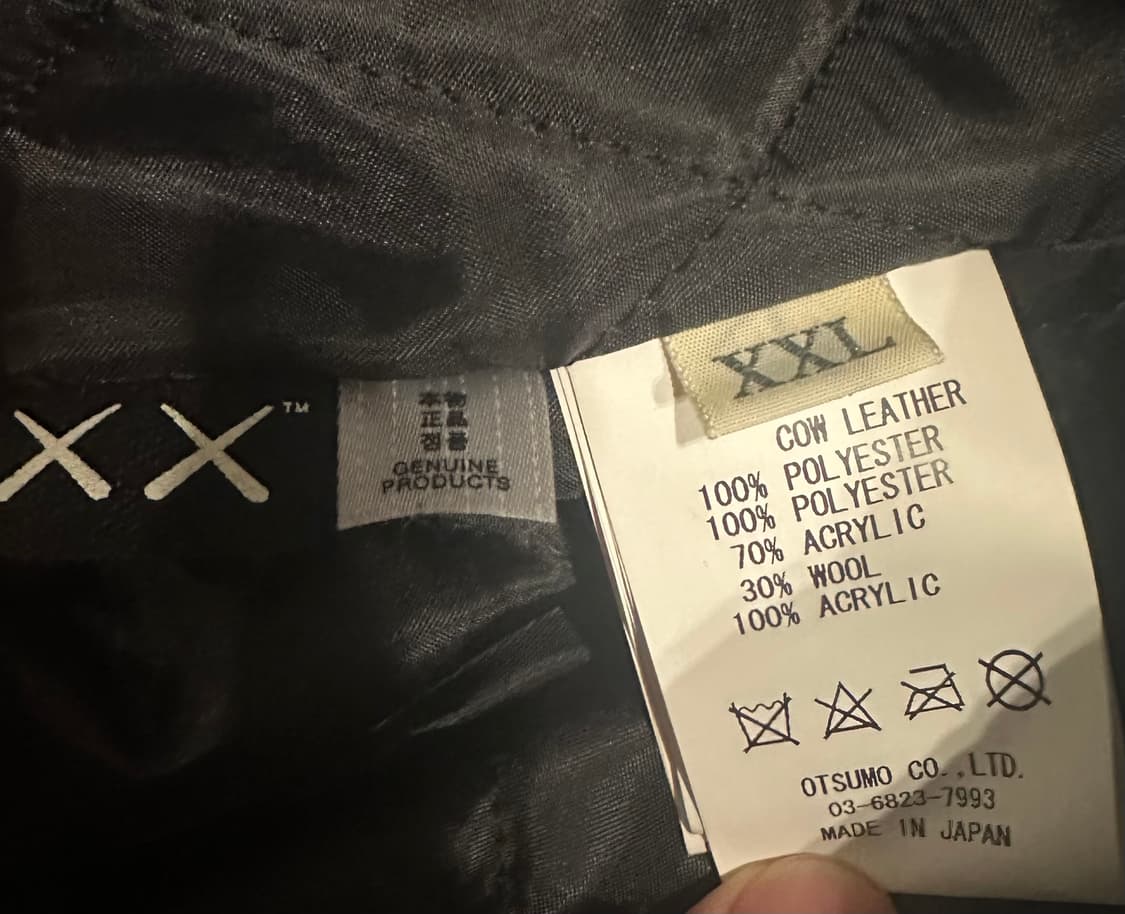 XX™
本物
正品
정품
GENUINE
PRODUCTS
XXL
COW LEATHER
100% POLYESTER
100% POLYESTER
70% ACRYLIC
30% WOOL
100% ACRYLIC
OTSUMO CO.,LTD.
03-6823-7993
MADE IN JAPAN